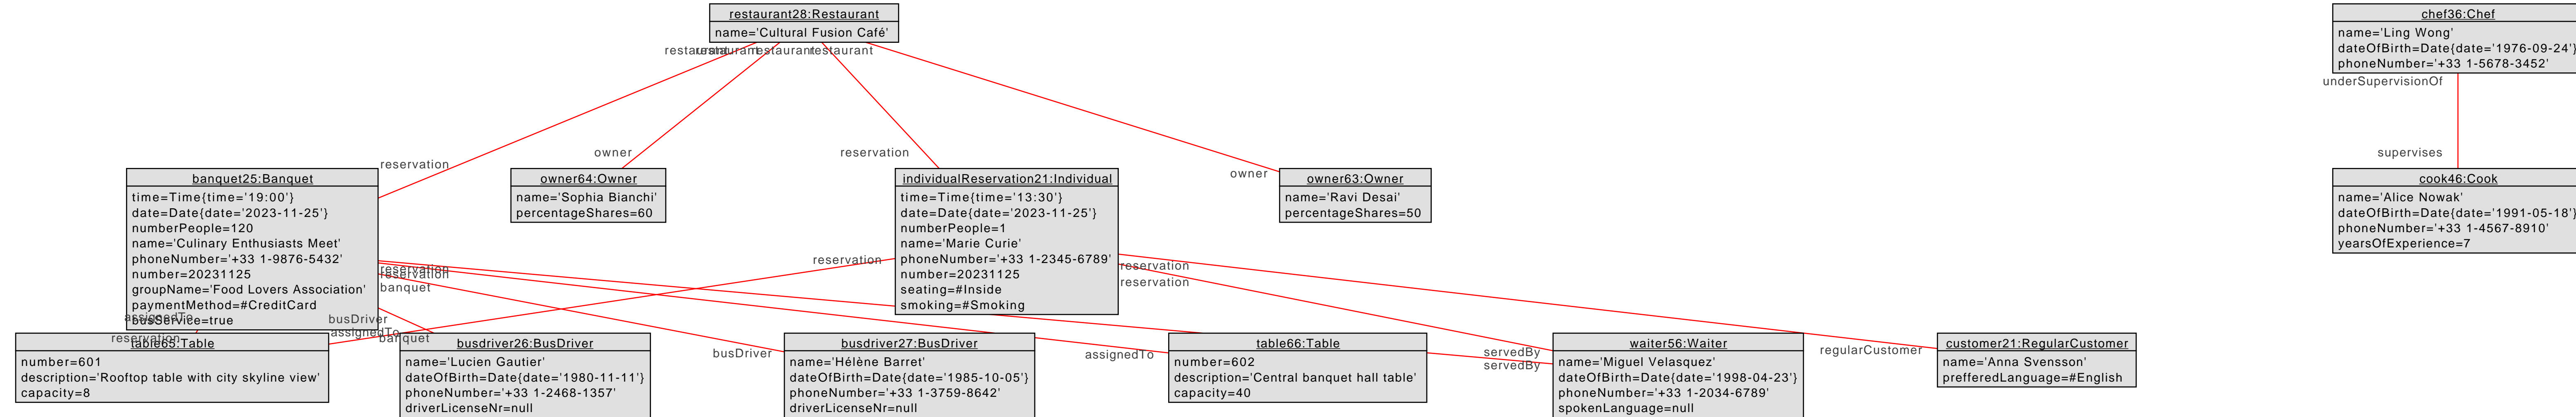 restaurant28:Restaurant
name='Cultural Fusion Café'
restaurant
restaurant
restaurant
restaurant
chef36:Chef
name='Ling Wong'
dateOfBirth=Date{date='1976-09-24'}
phoneNumber='+33 1-5678-3452'
underSupervisionOf
supervises
reservation
owner
reservation
owner
banquet25:Banquet
time=Time{time='19:00'}
date=Date{date='2023-11-25'}
numberPeople=120
name='Culinary Enthusiasts Meet'
phoneNumber='+33 1-9876-5432'
number=20231125
groupName='Food Lovers Association'
paymentMethod=#CreditCard
busService=true
owner64:Owner
name='Sophia Bianchi'
percentageShares=60
individualReservation21:Individual
time=Time{time='13:30'}
date=Date{date='2023-11-25'}
numberPeople=1
name='Marie Curie'
phoneNumber='+33 1-2345-6789'
number=20231125
seating=#Inside
smoking=#Smoking
owner63:Owner
name='Ravi Desai'
percentageShares=50
cook46:Cook
name='Alice Nowak'
dateOfBirth=Date{date='1991-05-18'}
phoneNumber='+33 1-4567-8910'
yearsOfExperience=7
reservation
reservation
banquet
reservation
reservation
reservation
assignedTo
busDriver
assignedTo
reservation
banquet
busDriver
assignedTo
servedBy
servedBy
regularCustomer
table65:Table
number=601
description='Rooftop table with city skyline view'
capacity=8
busdriver26:BusDriver
name='Lucien Gautier'
dateOfBirth=Date{date='1980-11-11'}
phoneNumber='+33 1-2468-1357'
driverLicenseNr=null
busdriver27:BusDriver
name='Hélène Barret'
dateOfBirth=Date{date='1985-10-05'}
phoneNumber='+33 1-3759-8642'
driverLicenseNr=null
table66:Table
number=602
description='Central banquet hall table'
capacity=40
waiter56:Waiter
name='Miguel Velasquez'
dateOfBirth=Date{date='1998-04-23'}
phoneNumber='+33 1-2034-6789'
spokenLanguage=null
customer21:RegularCustomer
name='Anna Svensson'
prefferedLanguage=#English